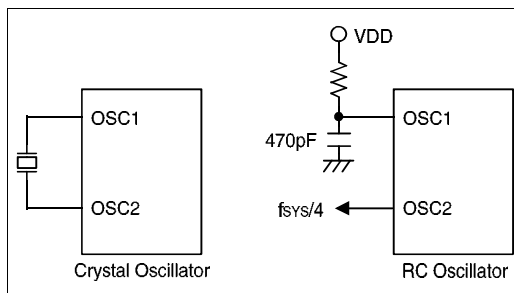 OSC1
OSC2
Crystal Oscillator
VDD
OSC1
470pF
fSYS/4
OSC2
RC Oscillator